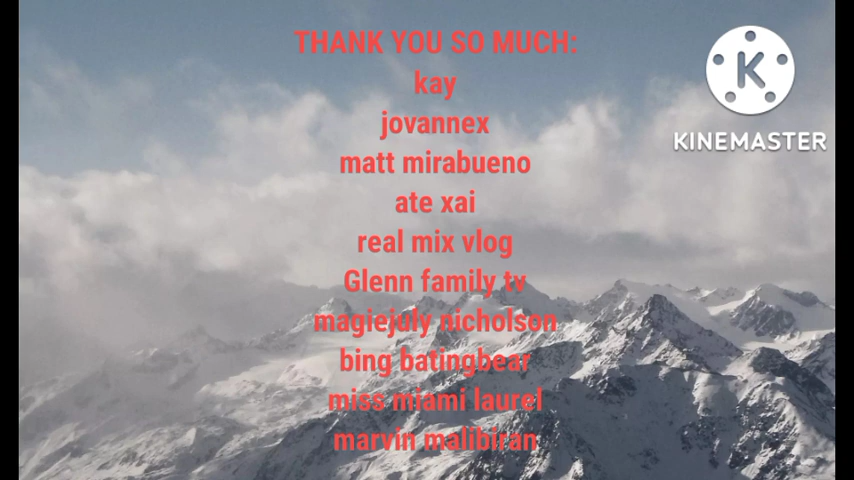 THANK YOU SO MUCH:
kay
jovannex
matt mirabueno
ate xai
real mix vlog
Glenn family tv
magiejuly nicholson
bing batingbear
miss miami laurel
marvin malibiran
K
KINEMASTER